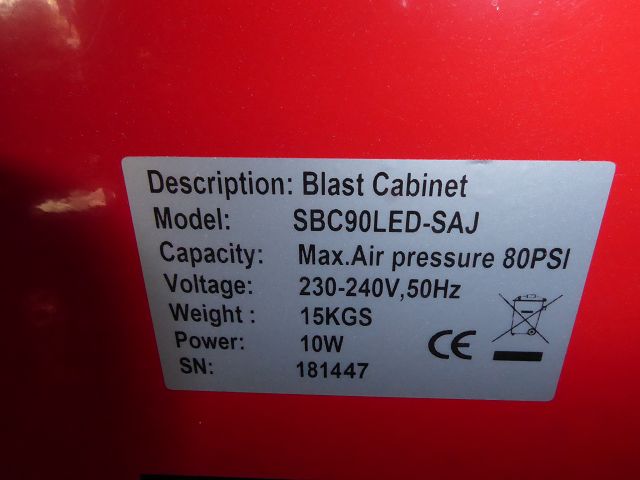 Description: Blast Cabinet
Model: SBC90LED-SAJ
Capacity: Max.Air pressure 80PSI
Voltage: 230-240V,50Hz
Weight : 15KGS
Power: 10W
SN: 181447
CE